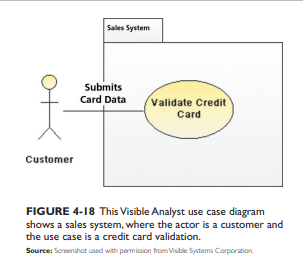 Sales System
Submits
Card Data
Validate Credit
Card
Customer
FIGURE 4-18 This Visible Analyst use case diagram
shows a sales system, where the actor is a customer and
the use case is a credit card validation.
Source: Screenshot used with permission from Visible Systems Corporation.